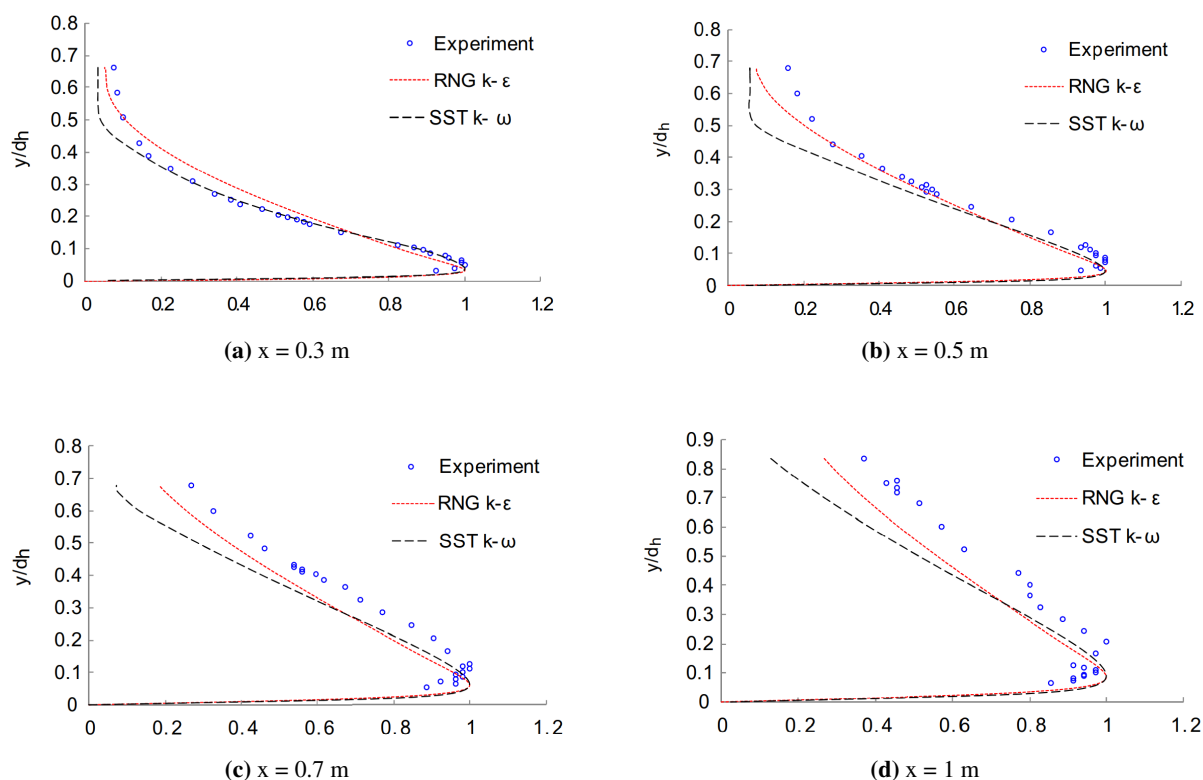 0.8
0.7
0.6
0.5
0.4
0.3
0.2
0.1
0
y/dh
Experiment
RNG k- ε
SST k- ω
0 0.2 0.4 0.6 0.8 1 1.2
(a) x = 0.3 m
0.8
0.7
0.6
0.5
0.4
0.3
0.2
0.1
0
y/dh
Experiment
RNG k- ε
SST k-ω
0 0.2 0.4 0.6 0.8 1 1.2
(b) x = 0.5 m
0.8
0.7
0.6
0.5
0.4
0.3
0.2
0.1
0
y/dh
Experiment
RNG k-ε
SST k-ω
0 0.2 0.4 0.6 0.8 1 1.2
(c) x = 0.7 m
0.9
0.8
0.7
0.6
0.5
0.4
0.3
0.2
0.1
0
y/dh
Experiment
RNG k- ε
SST k-ω
0 0.2 0.4 0.6 0.8 1 1.2
(d) x = 1 m